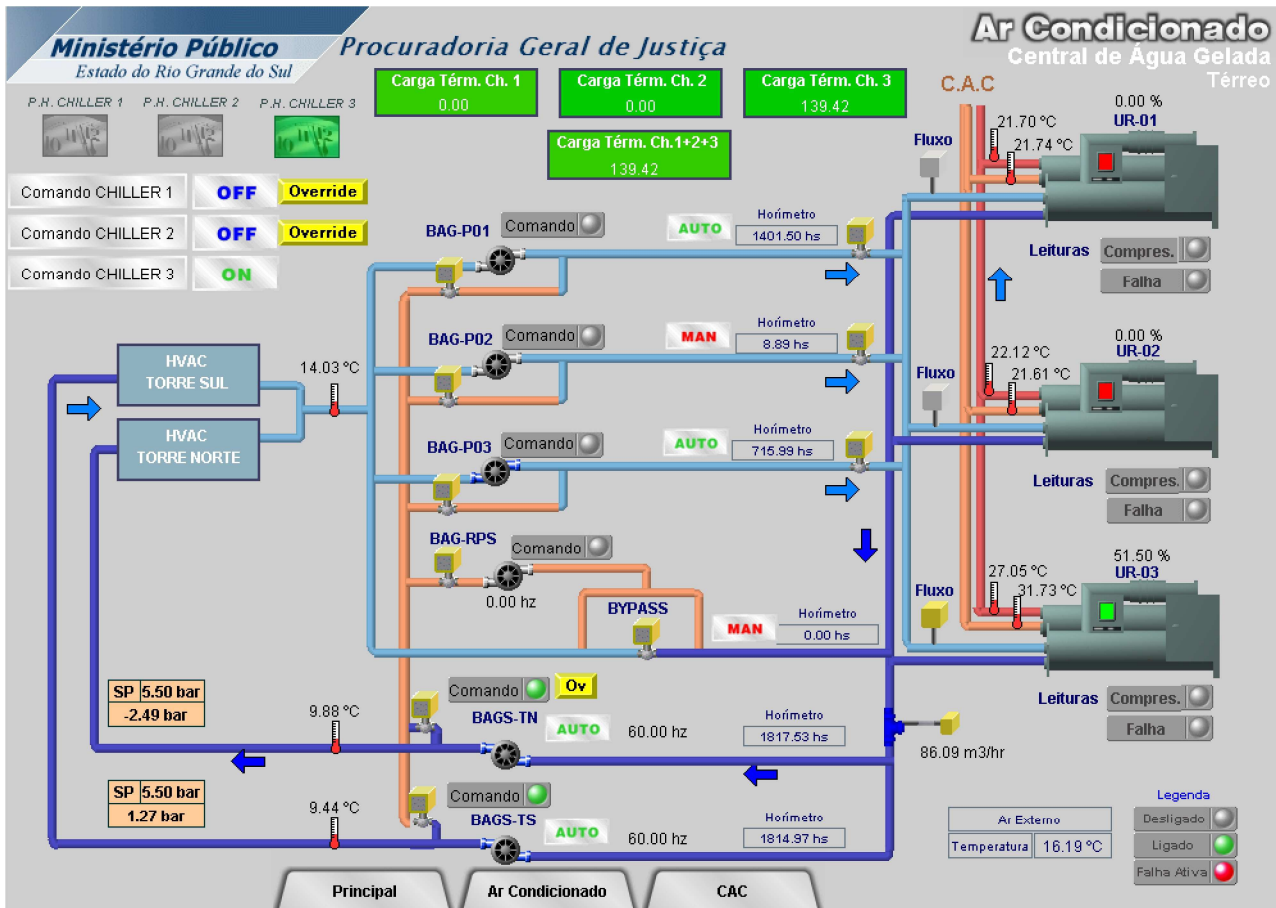 Ministério Público
Estado do Rio Grande do Sul
Procuradoria Geral de Justiça
Ar Condicionado
Central de Água Gelada
Térreo
P.H. CHILLER 1
P.H. CHILLER 2
P.H. CHILLER 3
Carga Térm. Ch. 1
0.00
Carga Térm. Ch. 2
0.00
Carga Térm. Ch. 3
139.42
Carga Térm. Ch.1+2+3
139.42
Comando CHILLER 1 OFF Override
Comando CHILLER 2 OFF Override
Comando CHILLER 3 ON
C.A.C
0.00 %
UR-01
21.70 ºC
21.74 ºC
Fluxo
Leituras Compres.
Falha
BAG-P01 Comando
AUTO
Horímetro
1401.50 hs
BAG-P02 Comando
MAN
Horímetro
8.89 hs
0.00 %
UR-02
22.12 ºC
21.61 ºC
Fluxo
Leituras Compres.
Falha
HVAC
TORRE SUL
HVAC
TORRE NORTE
14.03 ºC
BAG-P03 Comando
AUTO
Horímetro
715.99 hs
BAG-RPS Comando
0.00 hz
BYPASS
MAN
Horímetro
0.00 hs
51.50 %
UR-03
27.05 ºC
31.73 ºC
Fluxo
Leituras Compres.
Falha
SP 5.50 bar
-2.49 bar
9.88 ºC
Comando Ov
BAGS-TN
AUTO
60.00 hz
Horímetro
1817.53 hs
86.09 m3/hr
SP 5.50 bar
1.27 bar
9.44 ºC
Comando
BAGS-TS
AUTO
60.00 hz
Horímetro
1814.97 hs
Ar Externo
Temperatura 16.19 ºC
Legenda
Desligado
Ligado
Falha Ativa
Principal
Ar Condicionado
CAC